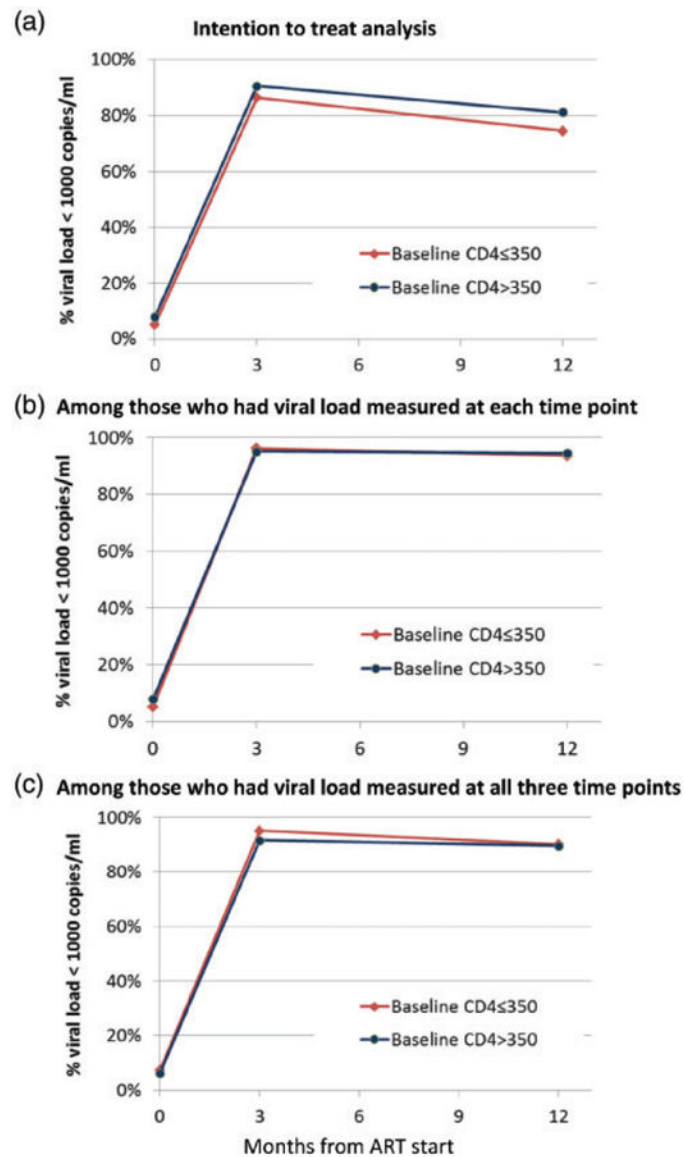 (a) Intention to treat analysis
% viral load < 1000 copies/ml
100%
80%
60%
40%
20%
0%
Baseline CD4≤350
Baseline CD4>350
0 3 6 9 12
(b) Among those who had viral load measured at each time point
% viral load < 1000 copies/ml
100%
80%
60%
40%
20%
0%
Baseline CD4≤350
Baseline CD4>350
0 3 6 9 12
(c) Among those who had viral load measured at all three time points
% viral load < 1000 copies/ml
100%
80%
60%
40%
20%
0%
Baseline CD4≤350
Baseline CD4>350
0 3 6 9 12
Months from ART start